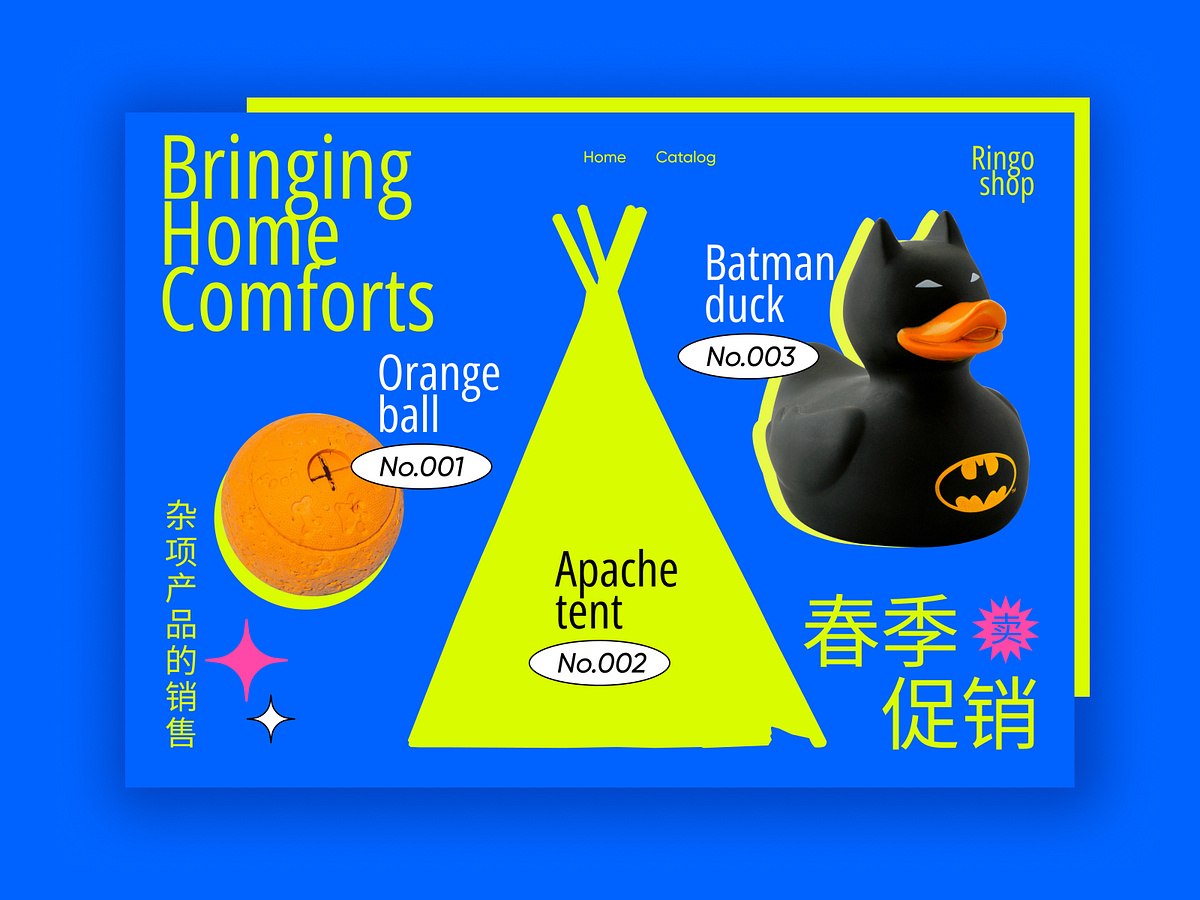 Bringing
Home
Comforts
Home
Catalog
Ringo
shop
Batman
duck
No.003
Orange
ball
No.001
Apache
tent
No.002
杂项产品的销售
春季
卖
促销